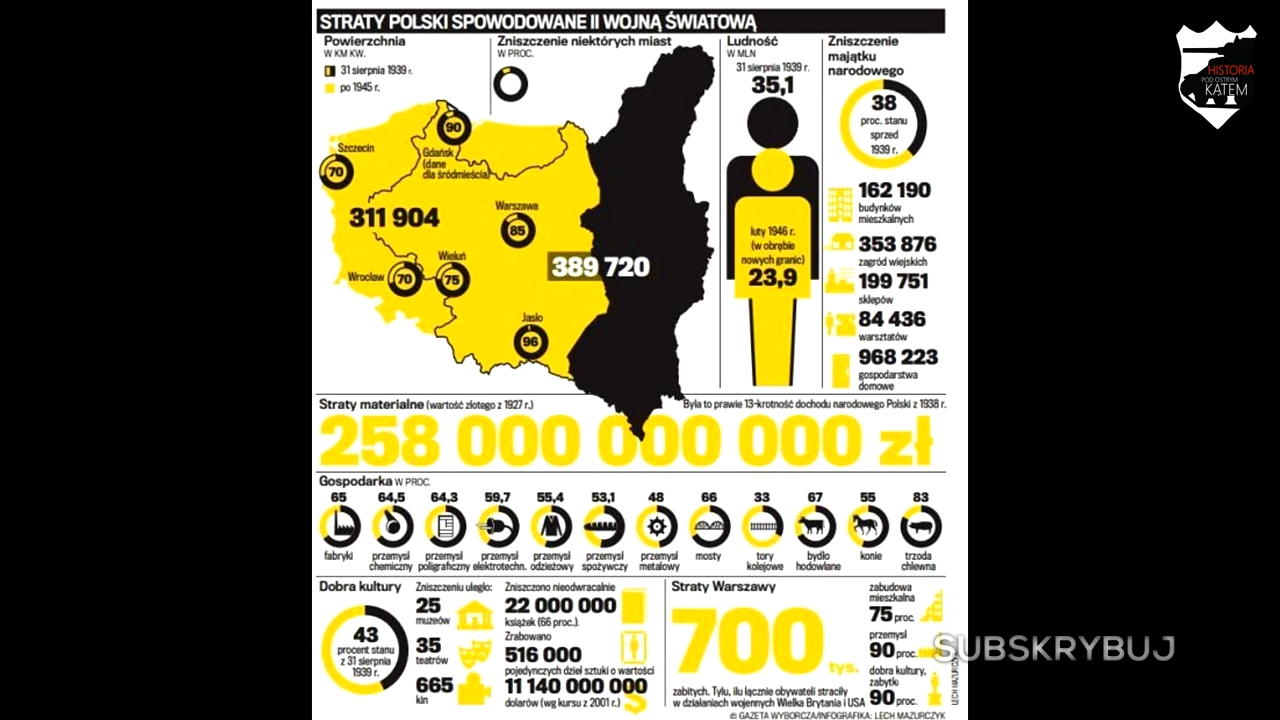 STRATY POLSKI SPOWODOWANE II WOJNĄ ŚWIATOWĄ
Powierzchnia
W KM KW.
31 sierpnia 1939 r.
po 1945 r.
Zniszczenie niektórych miast
W PROC.
Szczecin
70
90
Gdańsk
(dane
dla śródmieścia)
311 904
Warszawa
85
389 720
Wrocław
70
Wieluń
75
Jasło
96
Ludność
W MLN
31 sierpnia 1939 r.
35,1
luty 1946 r.
(w obrębie
nowych granic)
23,9
Zniszczenie
majątku
narodowego
38
proc. stanu
sprzed
1939 r.
162 190
budynków
mieszkalnych
353 876
zagród wiejskich
199 751
sklepów
84 436
warsztatów
968 223
gospodarstwa
domowe
HISTORIA
POD OSTRYM
KĄTEM
Straty materialne (wartość złotego z 1927 r.)
Była to prawie 13-krotność dochodu narodowego Polski z 1938 r.
258 000 000 000 zł
Gospodarka W PROC.
65
fabryki
64,5
przemysł
chemiczny
64,3
przemysł
poligraficzny
59,7
przemysł
elektrotechn.
55,4
przemysł
odzieżowy
53,1
przemysł
spożywczy
48
przemysł
metalowy
66
mosty
33
tory
kolejowe
67
bydło
hodowlane
55
konie
83
trzoda
chlewna
Dobra kultury
43
procent stanu
z 31 sierpnia
1939 r.
Zniszczeniu uległo:
25
muzeów
35
teatrów
665
kin
Zniszczono nieodwracalnie
22 000 000
książek (66 proc.).
Zrabowano
516 000
pojedynczych dzieł sztuki o wartości
11 140 000 000
dolarów (wg kursu z 2001 r.)
Straty Warszawy
700
tys.
zabitych. Tylu, ilu łącznie obywateli straciły
w działaniach wojennych Wielka Brytania i USA
zabudowa
mieszkalna
75 proc.
przemysł
90 proc.
dobra kultury,
zabytki
90 proc.
SUBSKRYBUJ
LECH MAZURCZYK
© GAZETA WYBORCZA/INFOGRAFIKA: LECH MAZURCZYK